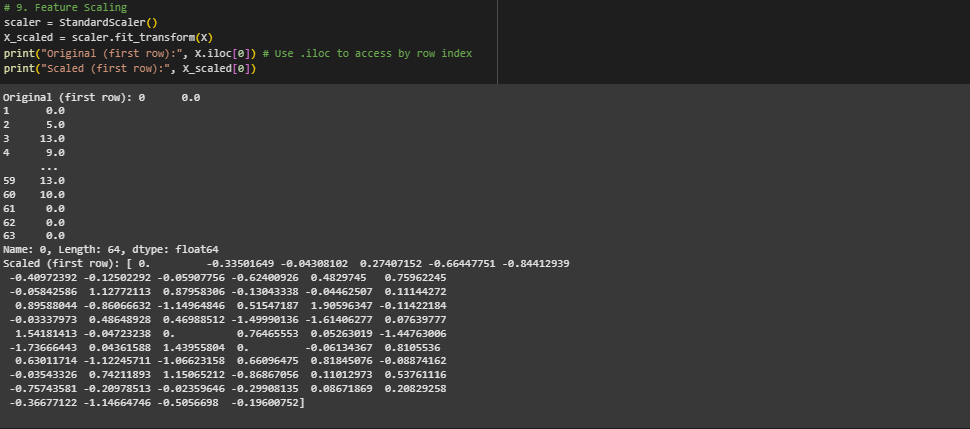 # 9. Feature Scaling
scaler = StandardScaler()
X_scaled = scaler.fit_transform(X)
print("Original (first row):", X.iloc[0]) # Use .iloc to access by row index
print("Scaled (first row):", X_scaled[0])
Original (first row): 0      0.0
1      0.0
2      5.0
3     13.0
4      9.0
      ...
59    13.0
60    10.0
61     0.0
62     0.0
63     0.0
Name: 0, Length: 64, dtype: float64
Scaled (first row): [ 0.         -0.33501649 -0.04308102  0.27407152 -0.66447751 -0.84412939
 -0.40972392 -0.12502292 -0.05907756 -0.62400926  0.4829745   0.75962245
 -0.05842586  1.12772113  0.87958306 -0.13043338 -0.04462507  0.11144272
  0.89588044 -0.86066632 -1.14964846  0.51547187  1.90596347 -0.11422184
 -0.03337973  0.48648928  0.46988512 -1.49990136 -1.61406277  0.07639777
  1.54181413 -0.04723238  0.          0.76465553  0.05263019 -1.44763006
 -1.73666443  0.04361588  1.43955804  0.         -0.06134367  0.8105536
  0.63011714 -1.12245711 -1.06623158  0.66096475  0.81845076 -0.08874162
 -0.03543326  0.74211893  1.15065212 -0.86867056  0.11012973  0.53761116
 -0.75743581 -0.20978513 -0.02359646 -0.29908135  0.08671869  0.20829258
 -0.36677122 -1.14664746 -0.5056698  -0.19600752]